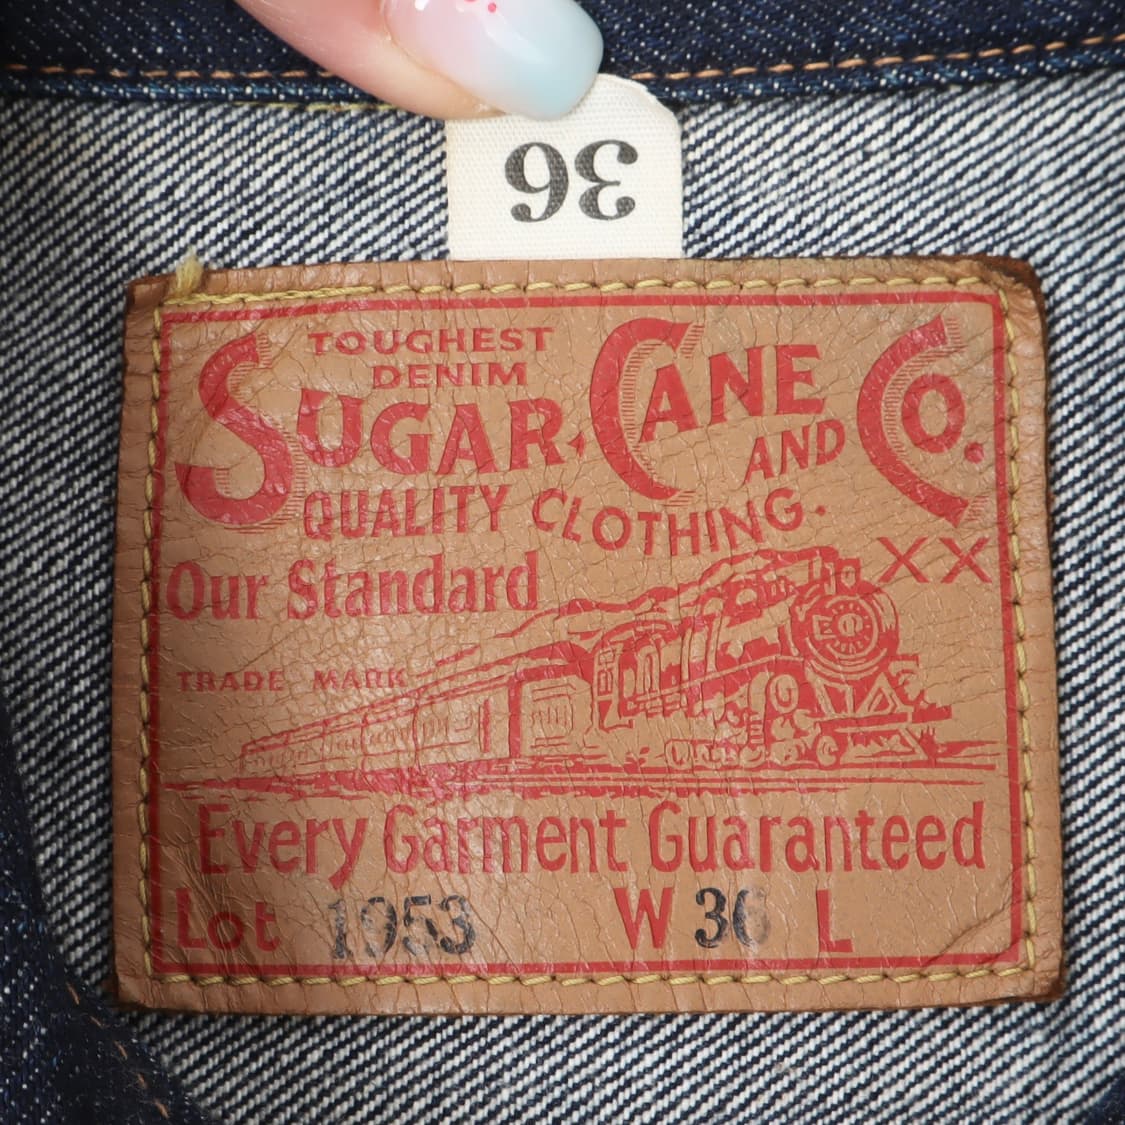 36
TOUGHEST
DENIM
SUGAR CANE CO.
AND
QUALITY CLOTHING.
XX
Our Standard
TRADE MARK
Every Garment Guaranteed
Lot 1953 W 36 L